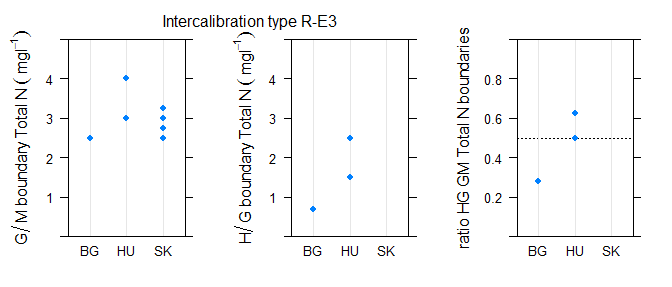 Intercalibration type R-E3
G/M boundary Total N ( mgl⁻¹)
4
3
2
1
BG HU SK
H/G boundary Total N ( mgl⁻¹)
4
3
2
1
BG HU SK
ratio HG GM Total N boundaries
0.8
0.6
0.4
0.2
BG HU SK